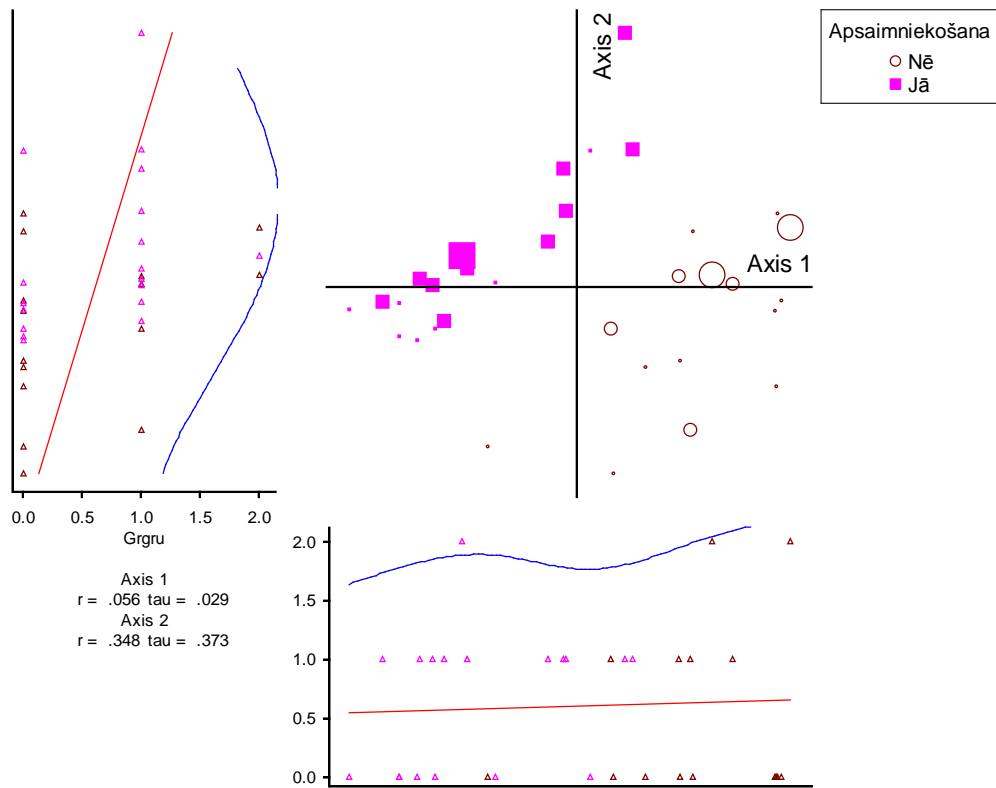 Axis 2
Apsaimniekošana
Nē
Jā
Axis 1
0.0 0.5 1.0 1.5 2.0
Grgru
Axis 1
r = .056 tau = .029
Axis 2
r = .348 tau = .373
2.0
1.5
1.0
0.5
0.0